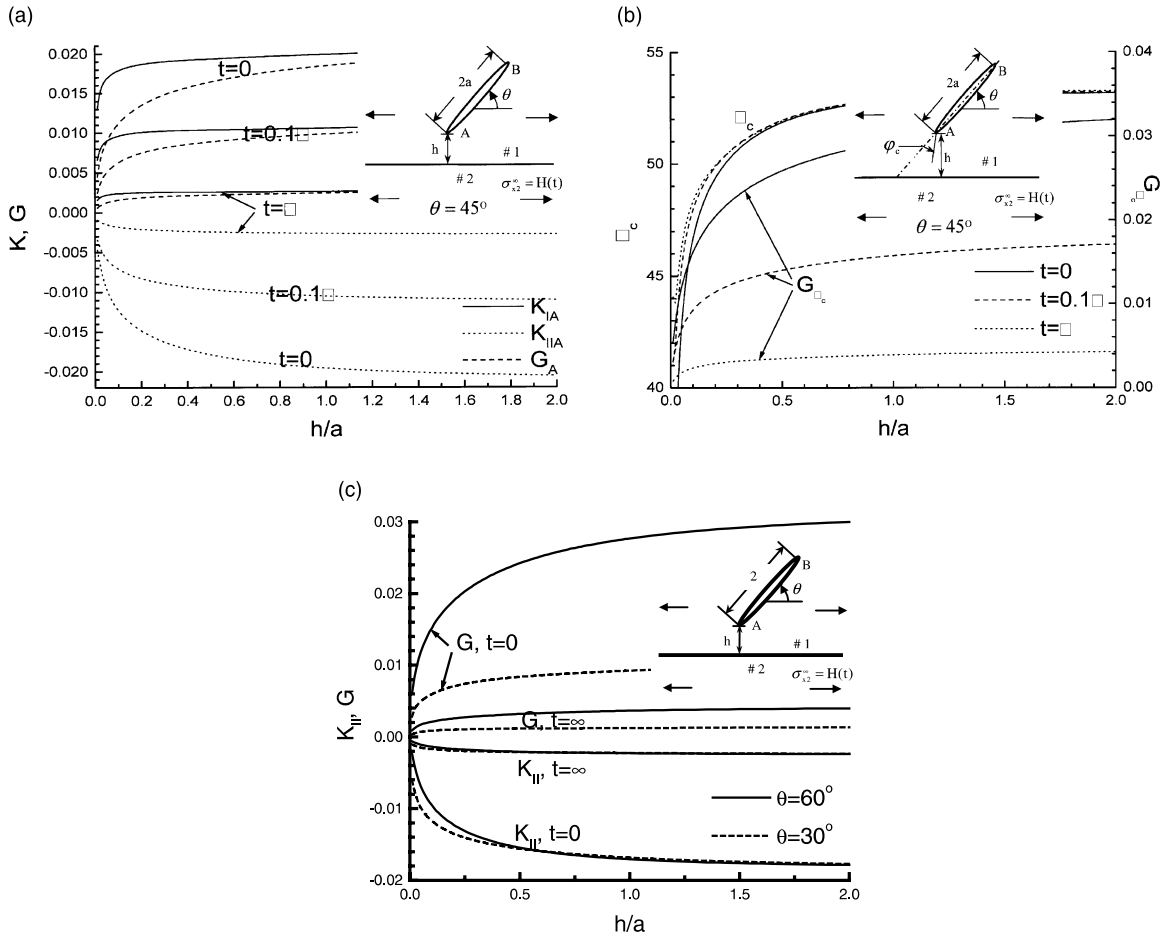 (a)
0.020
0.015
0.010
0.005
0.000
-0.005
-0.010
-0.015
-0.020
K, G
0.0 0.2 0.4 0.6 0.8 1.0 1.2 1.4 1.6 1.8 2.0
h/a
t=0
t=0.1□
t=□
t=0.1□
t=0
2a
B
θ
A
h
# 1
# 2
σ∞x2 = H(t)
θ = 45°
K_IA
K_IIA
G_A
(b)
55
50
45
40
□c
0.04
0.03
0.02
0.01
0.00
G□c
0.0 0.5 1.0 1.5 2.0
h/a
□c
G□c
2a
B
θ
A
φc
h
# 1
# 2
σ∞x2 = H(t)
θ = 45°
t=0
t=0.1□
t=□
(c)
0.03
0.02
0.01
0.00
-0.01
-0.02
K_II, G
0.0 0.5 1.0 1.5 2.0
h/a
G, t=0
G, t=∞
K_II, t=∞
K_II, t=0
2
B
θ
A
h
# 1
# 2
σ∞x2 = H(t)
θ=60°
θ=30°